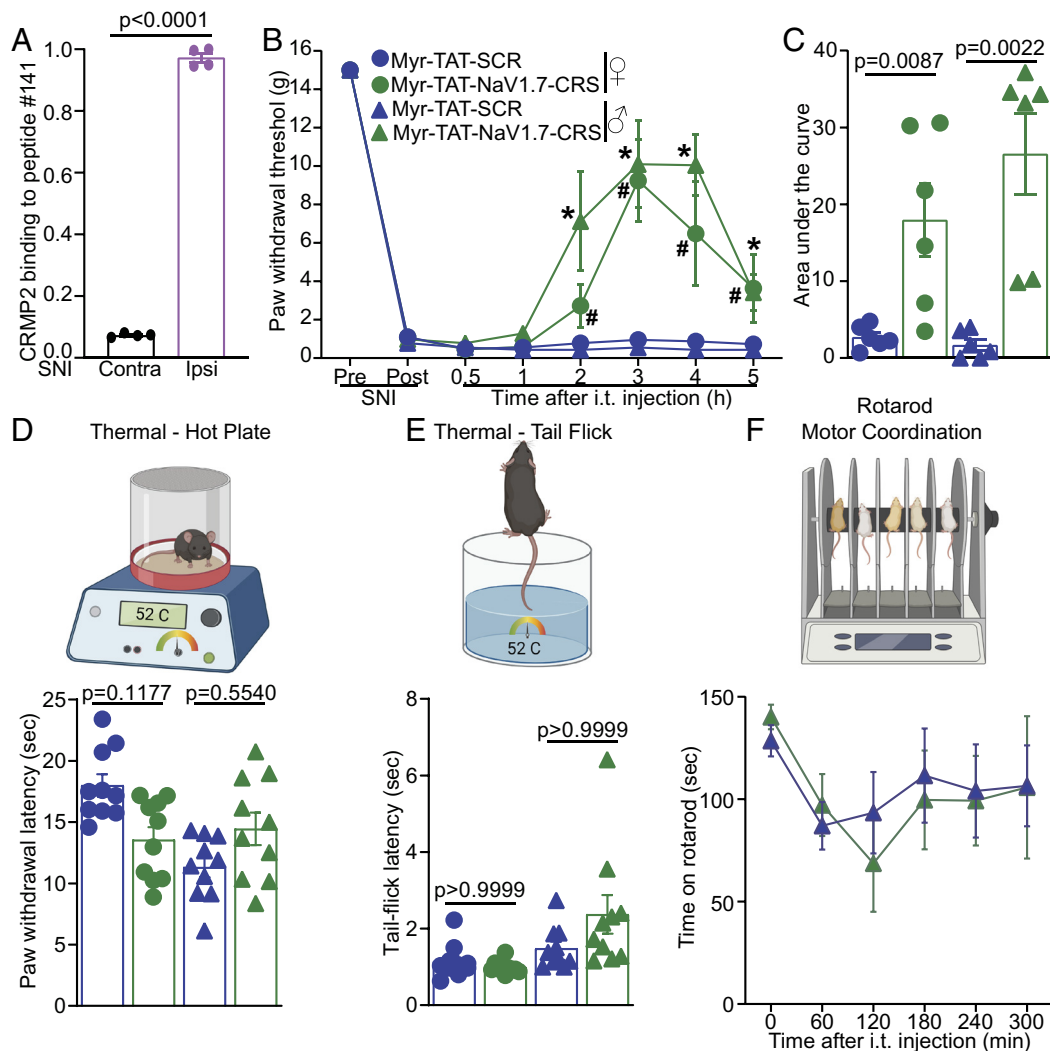 A
p<0.0001
CRMP2 binding to peptide #141
1.0
0.8
0.6
0.4
0.2
0.0
SNI Contra Ipsi
B
Paw withdrawal threshold (g)
16
14
12
10
8
6
4
2
0
Myr-TAT-SCR
Myr-TAT-NaV1.7-CRS
♀
Myr-TAT-SCR
Myr-TAT-NaV1.7-CRS
♂
* * * *
# # # #
Pre Post 0.5 1 2 3 4 5
SNI Time after i.t. injection (h)
C
p=0.0087
p=0.0022
Area under the curve
40
30
20
10
0
D
Thermal - Hot Plate
52 C
p=0.1177 p=0.5540
Paw withdrawal latency (sec)
25
20
15
10
5
0
E
Thermal - Tail Flick
52 C
p>0.9999
p>0.9999
Tail-flick latency (sec)
8
6
4
2
0
F
Rotarod
Motor Coordination
Time on rotarod (sec)
150
100
50
0
0 60 120 180 240 300
Time after i.t. injection (min)